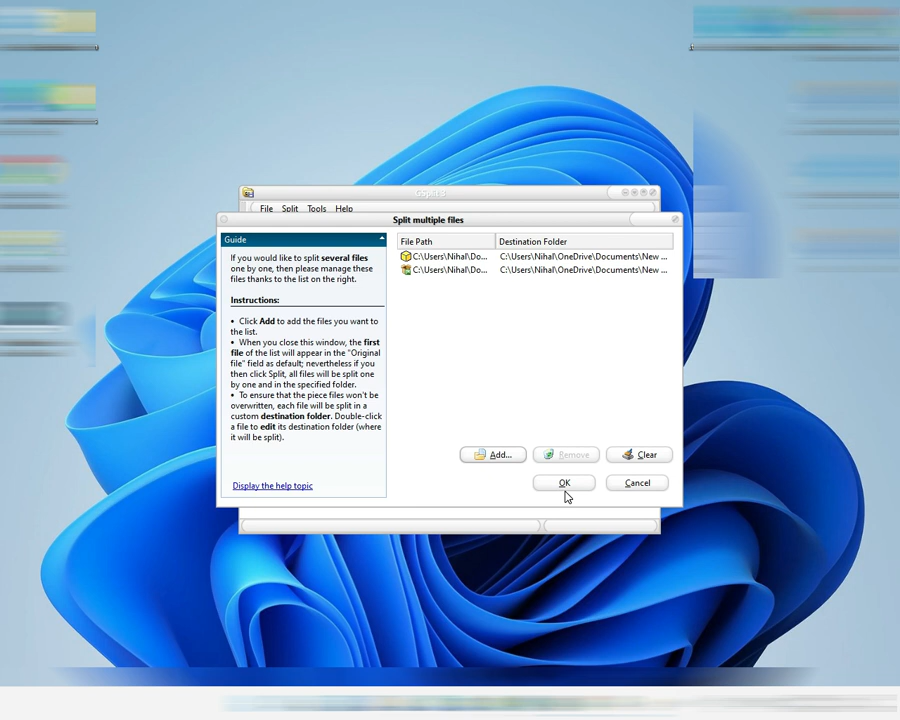 GSplit 3
File Split Tools Help
Split multiple files
Guide
If you would like to split several files
one by one, then please manage these
files thanks to the list on the right.
Instructions:
• Click Add to add the files you want to
the list.
• When you close this window, the first
file of the list will appear in the "Original
file" field as default; nevertheless if you
then click Split, all files will be split one
by one and in the specified folder.
• To ensure that the piece files won't be
overwritten, each file will be split in a
custom destination folder. Double-click
a file to edit its destination folder (where
it will be split).
Display the help topic
File Path Destination Folder
C:\Users\Nihal\Do... C:\Users\Nihal\OneDrive\Documents\New ...
C:\Users\Nihal\Do... C:\Users\Nihal\OneDrive\Documents\New ...
Add... Remove Clear
OK Cancel